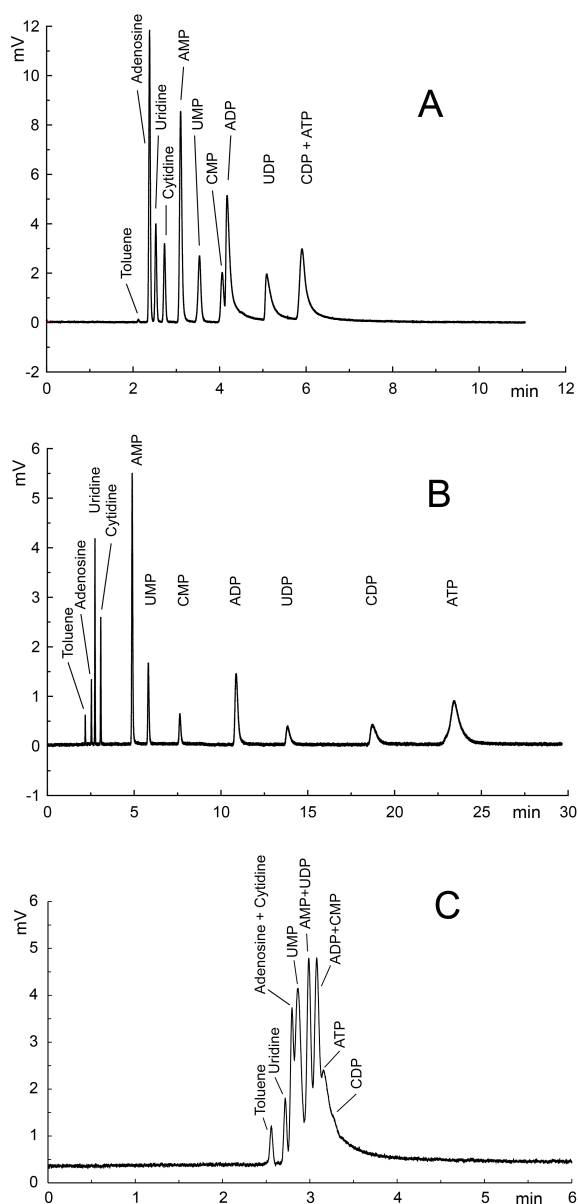 mV
12
10
8
6
4
2
0
-2
Toluene
Adenosine
Uridine
Cytidine
AMP
UMP
CMP
ADP
UDP
CDP + ATP
A
0
2
4
6
8
10
min
12
mV
6
5
4
3
2
1
0
-1
Toluene
Adenosine
Uridine
Cytidine
AMP
UMP
CMP
ADP
UDP
CDP
ATP
B
0
5
10
15
20
25
min
30
mV
6
5
4
3
2
1
0
Toluene
Uridine
Adenosine + Cytidine
UMP
AMP+UDP
ADP+CMP
ATP
CDP
C
0
1
2
3
4
5
min
6